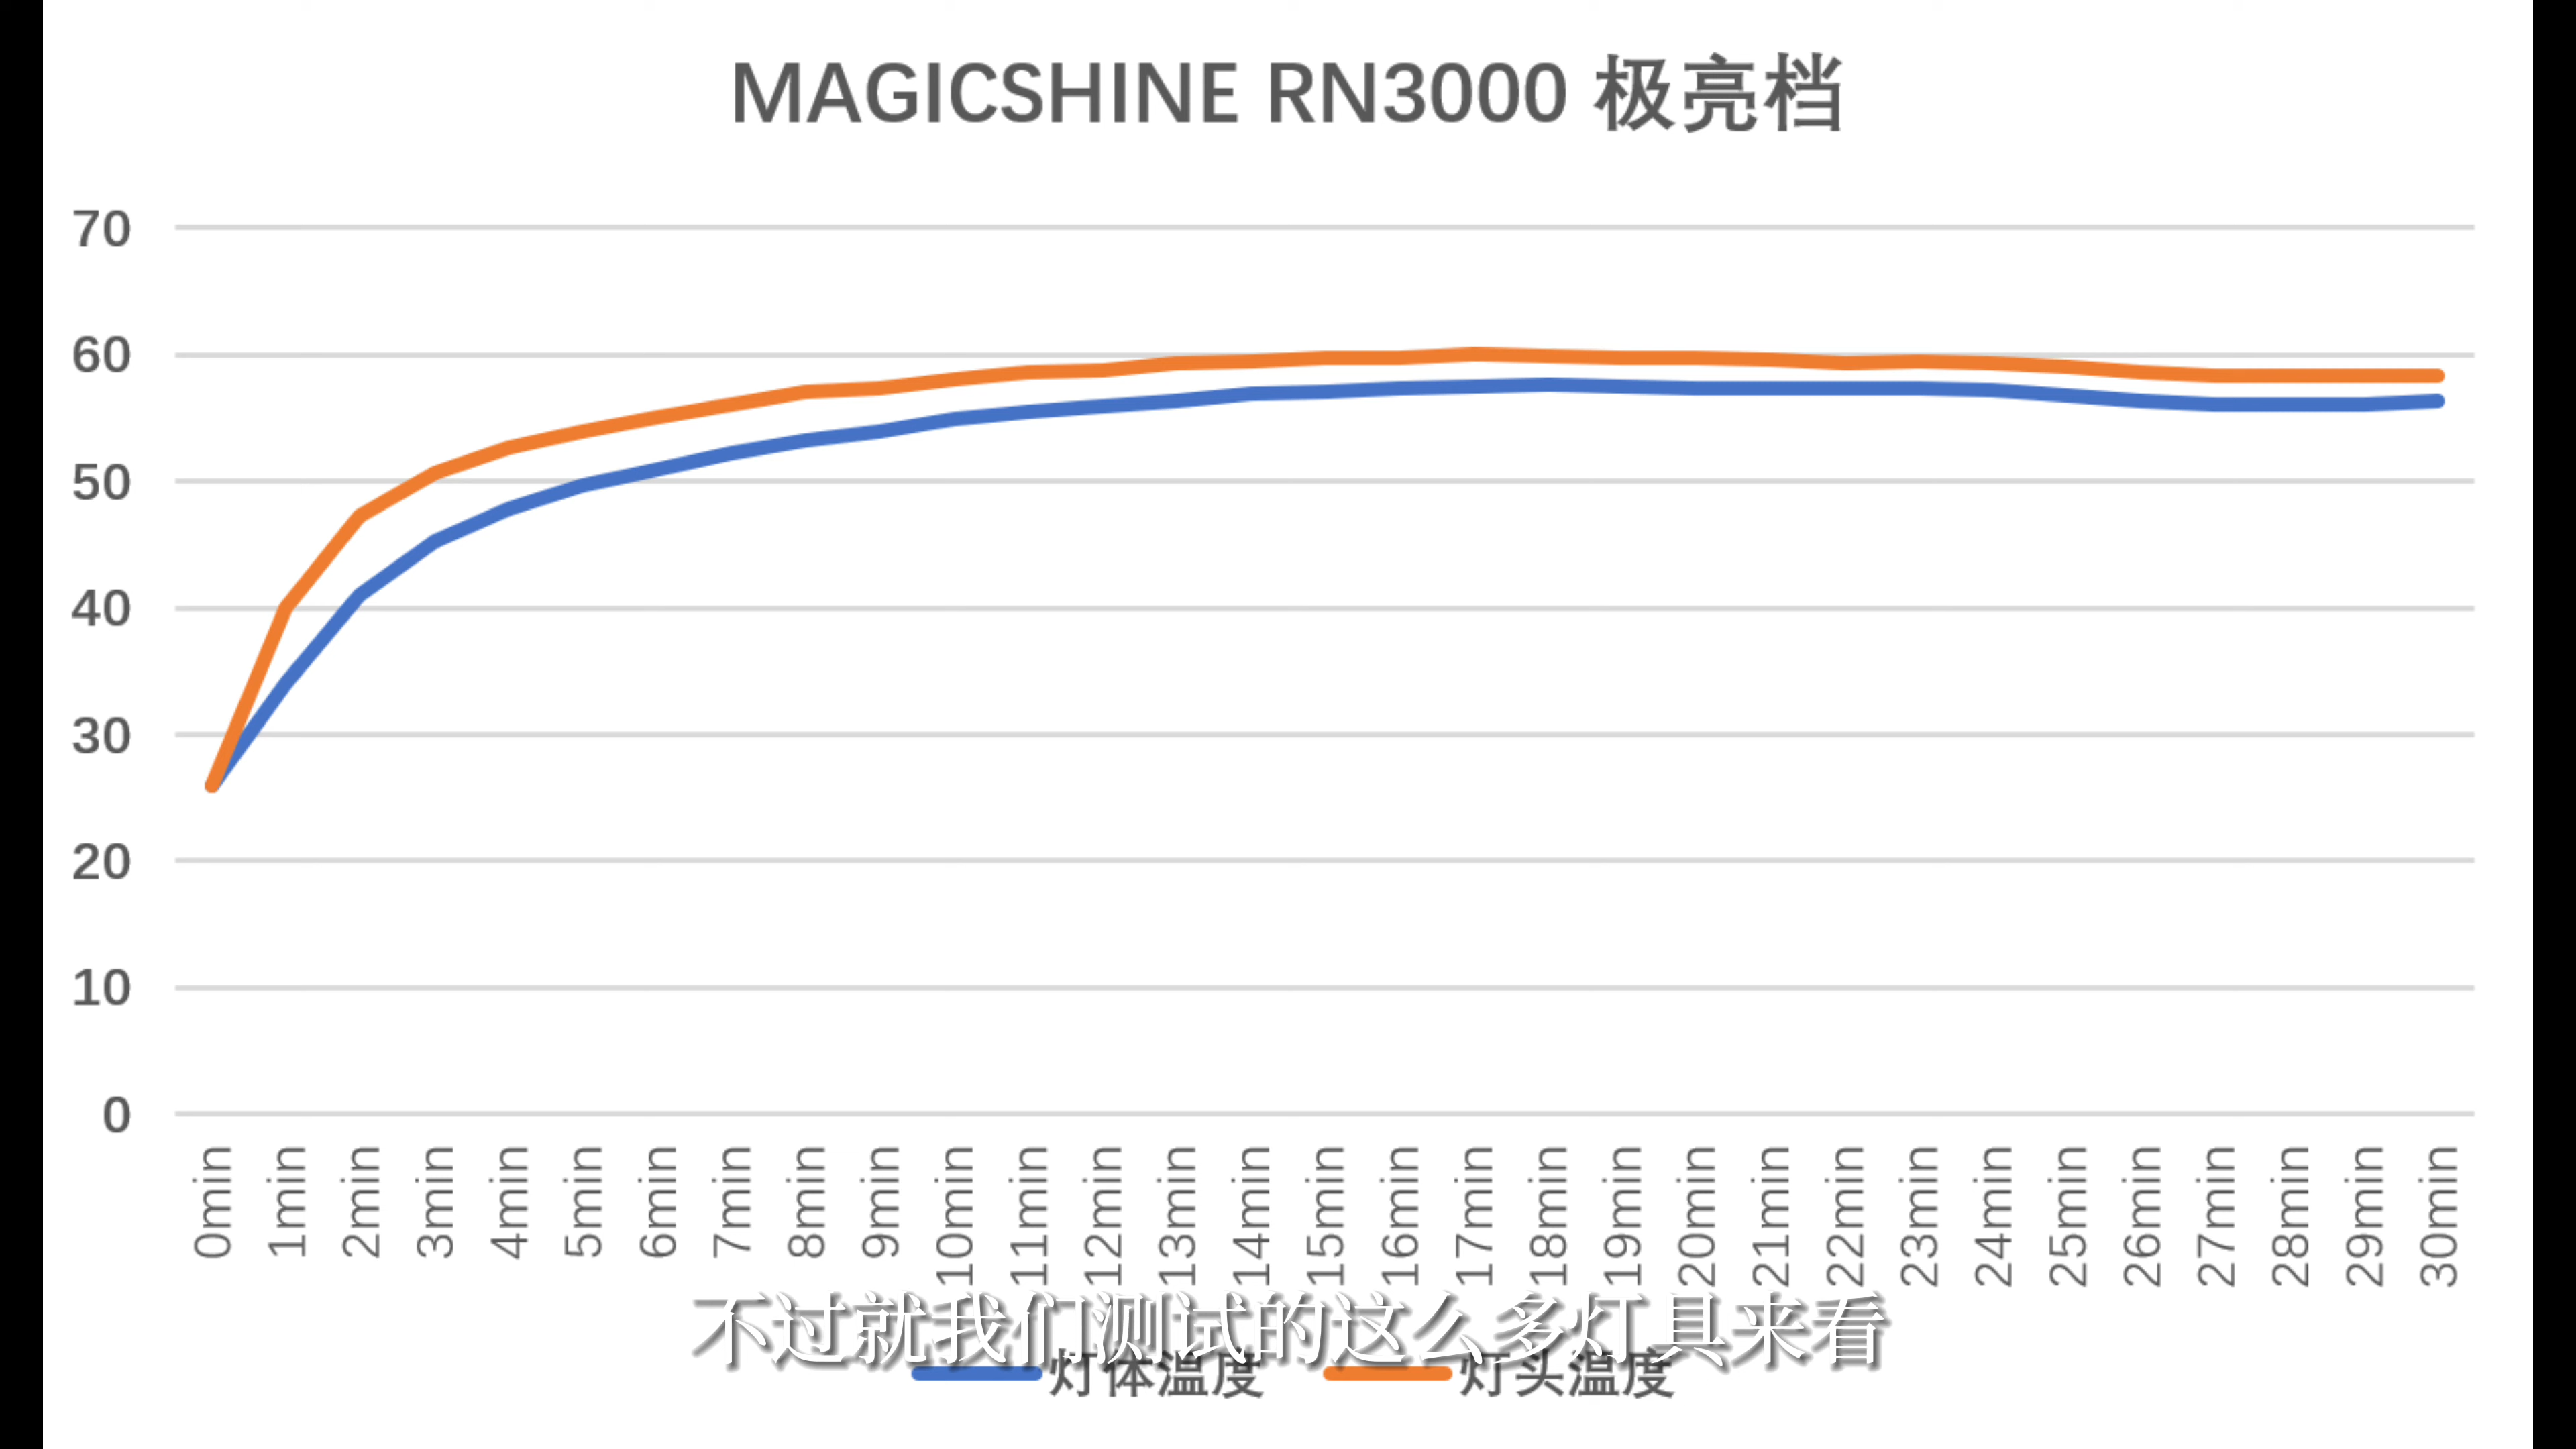 MAGICSHINE RN3000 极亮档
70
60
50
40
30
20
10
0
0min
1min
2min
3min
4min
5min
6min
7min
8min
9min
10min
11min
12min
13min
14min
15min
16min
17min
18min
19min
20min
21min
22min
23min
24min
25min
26min
27min
28min
29min
30min
不过就我们测试的这么多灯具来看
灯体温度
灯头温度